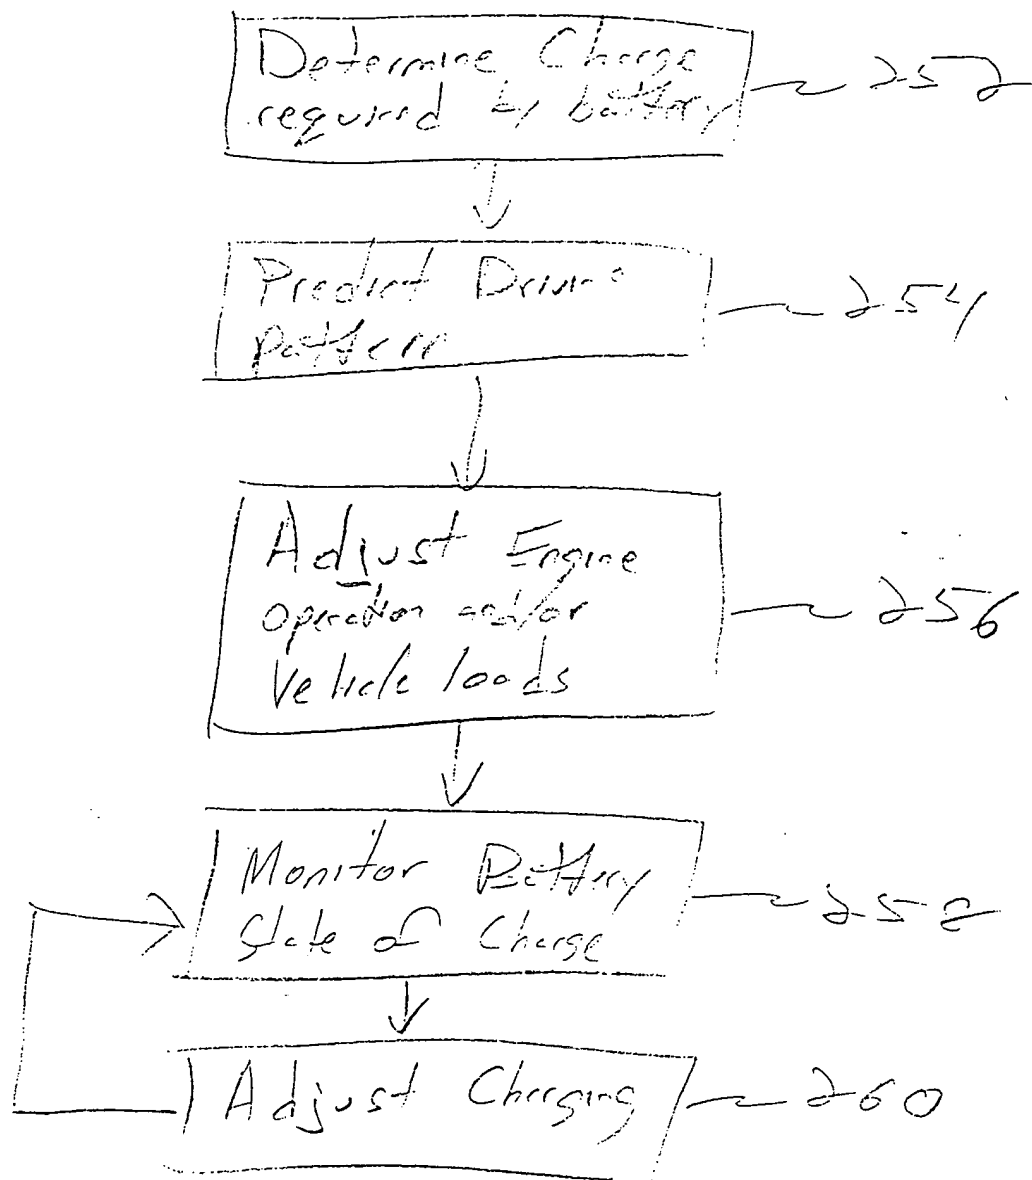 Determine Charge
required by battery
252
Predict Driving
pattern
254
Adjust Engine
operation and/or
Vehicle loads
256
Monitor Battery
State of Charge
258
Adjust Charging
260